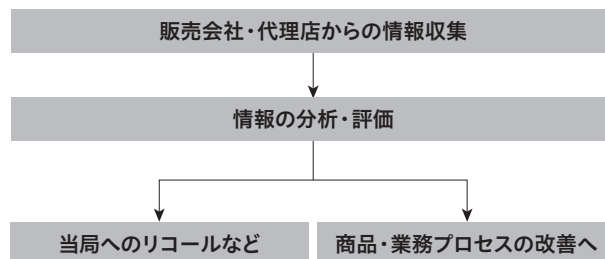 販売会社・代理店からの情報収集
情報の分析・評価
当局へのリコールなど
商品・業務プロセスの改善へ